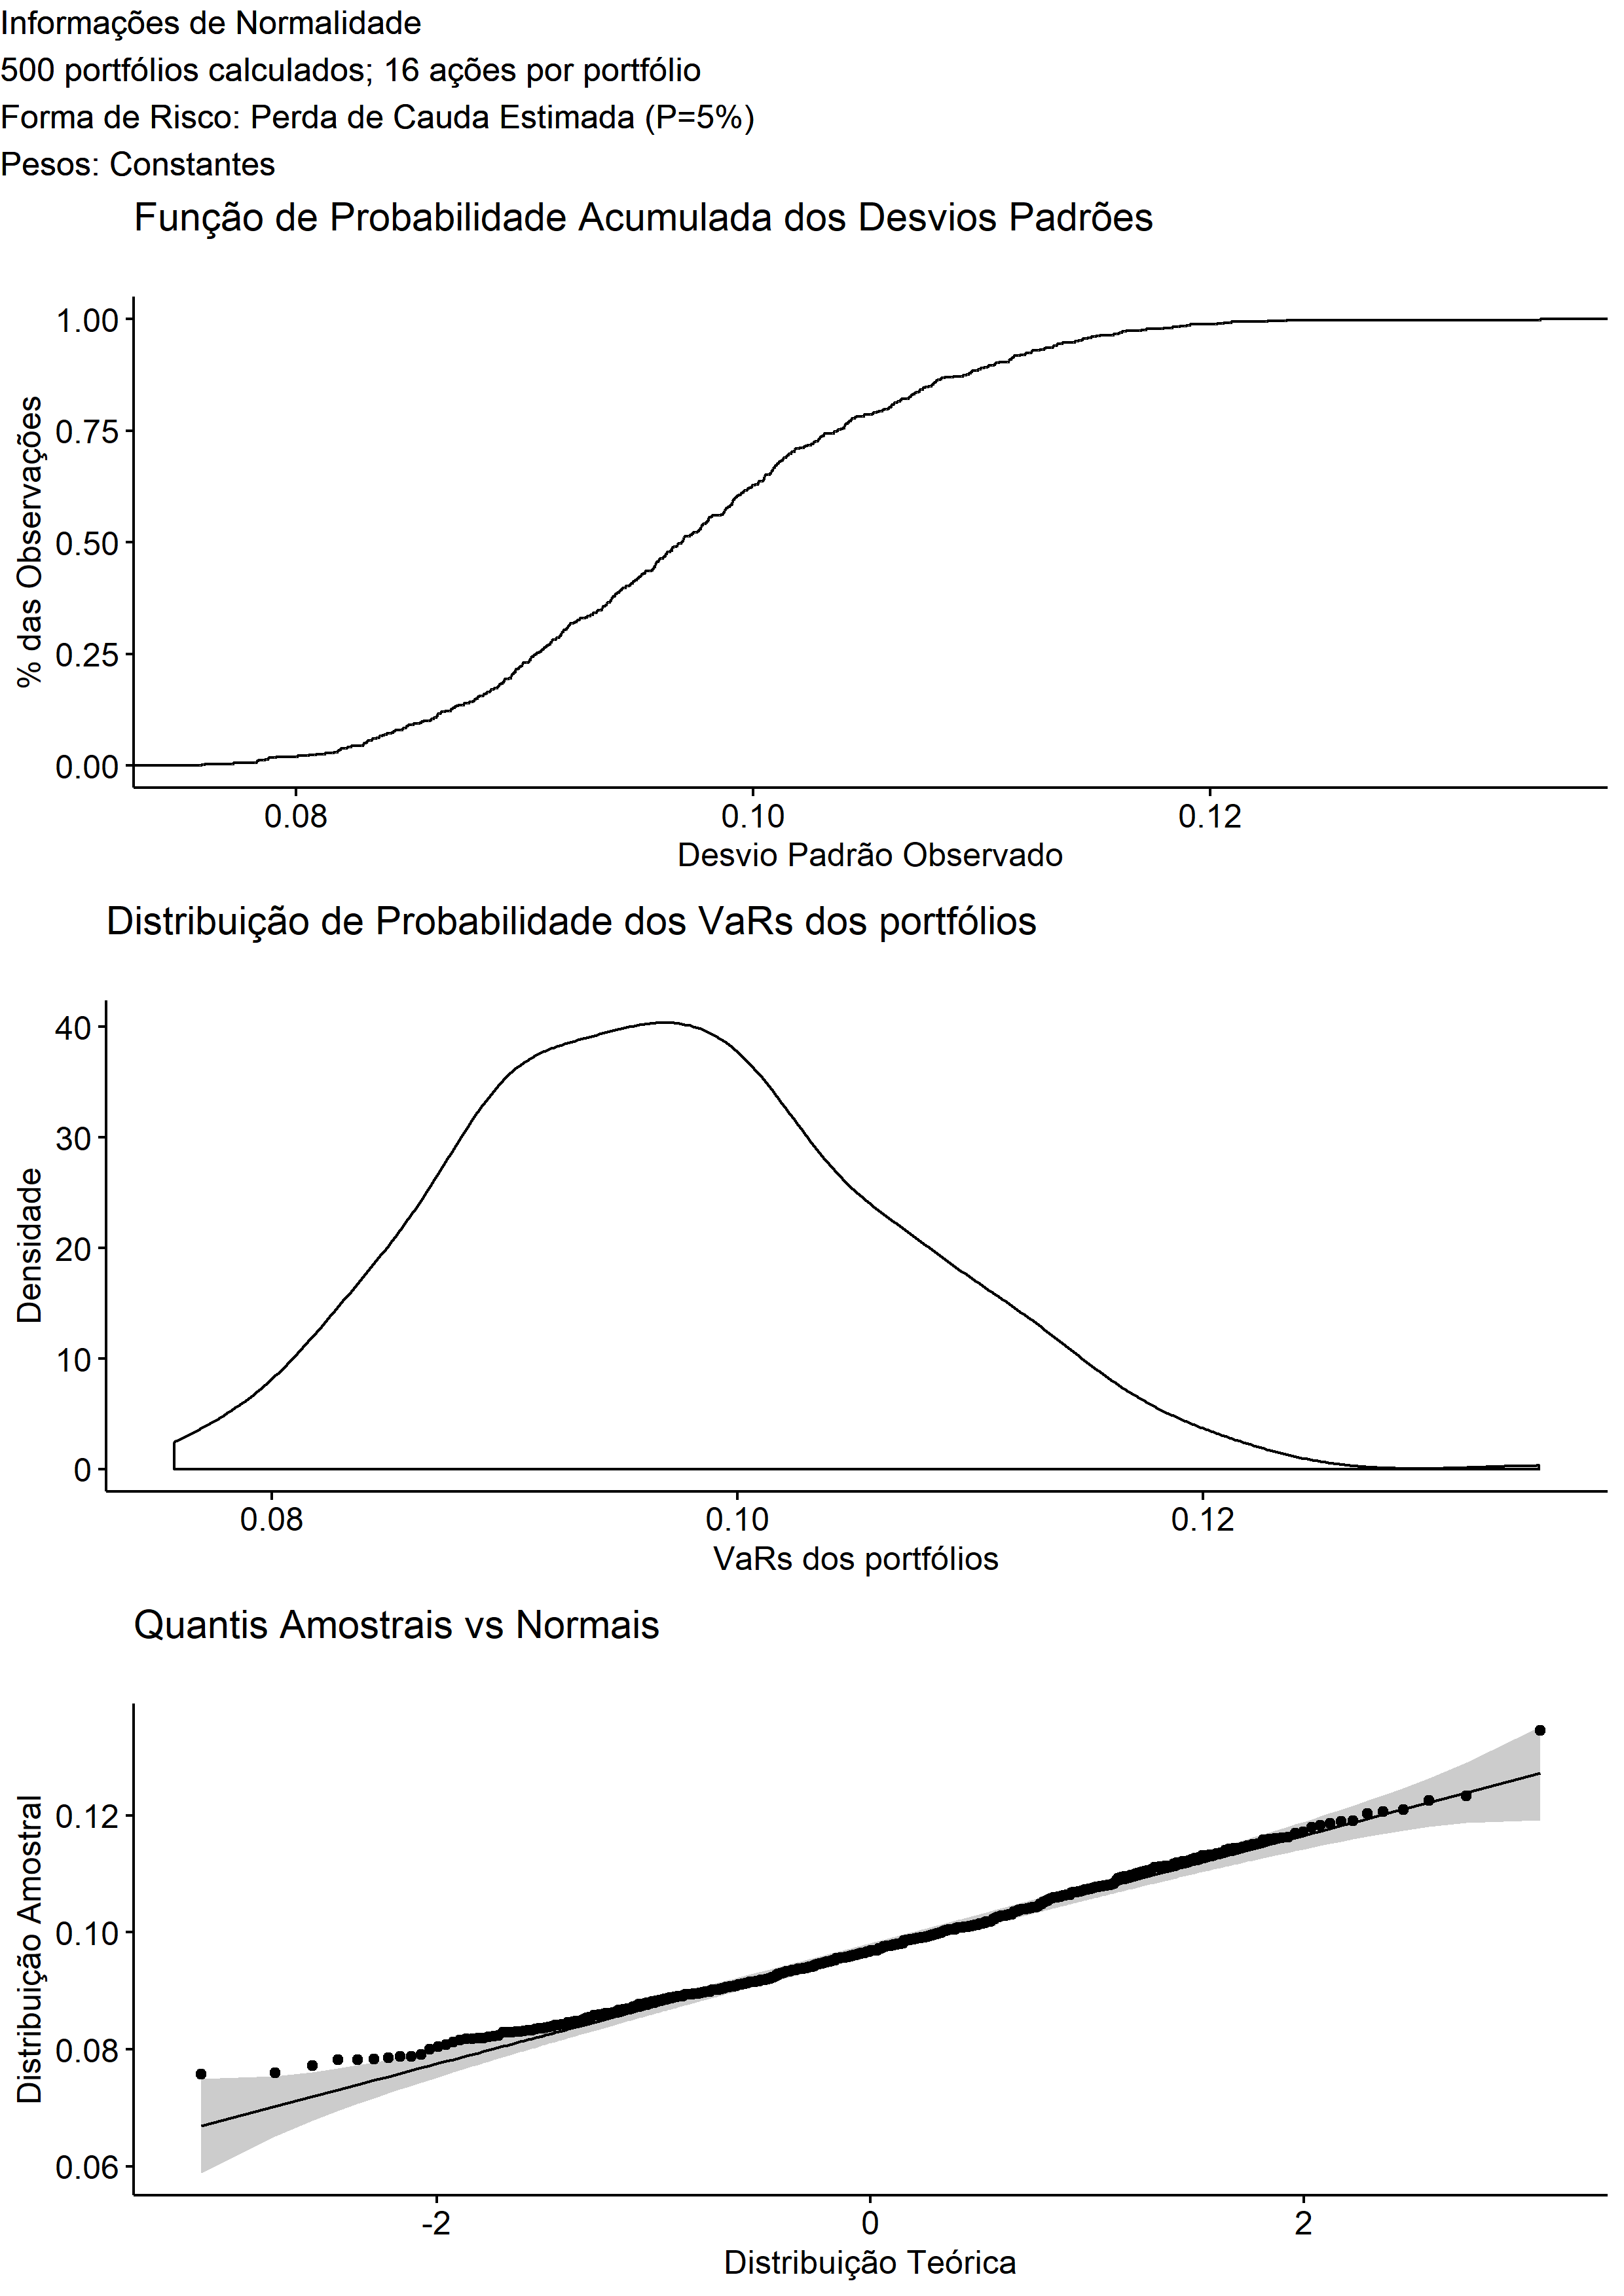 Informações de Normalidade
500 portfólios calculados; 16 ações por portfólio
Forma de Risco: Perda de Cauda Estimada (P=5%)
Pesos: Constantes
Função de Probabilidade Acumulada dos Desvios Padrões
% das Observações
1.00
0.75
0.50
0.25
0.00
0.08 0.10 0.12
Desvio Padrão Observado
Distribuição de Probabilidade dos VaRs dos portfólios
Densidade
40
30
20
10
0
0.08 0.10 0.12
VaRs dos portfólios
Quantis Amostrais vs Normais
Distribuição Amostral
0.12
0.10
0.08
0.06
-2 0 2
Distribuição Teórica